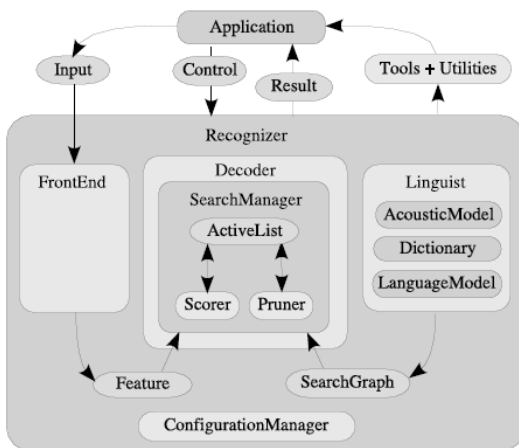 Application
Input
Control
Result
Tools + Utilities
Recognizer
FrontEnd
Decoder
SearchManager
ActiveList
Scorer
Pruner
Linguist
AcousticModel
Dictionary
LanguageModel
Feature
SearchGraph
ConfigurationManager